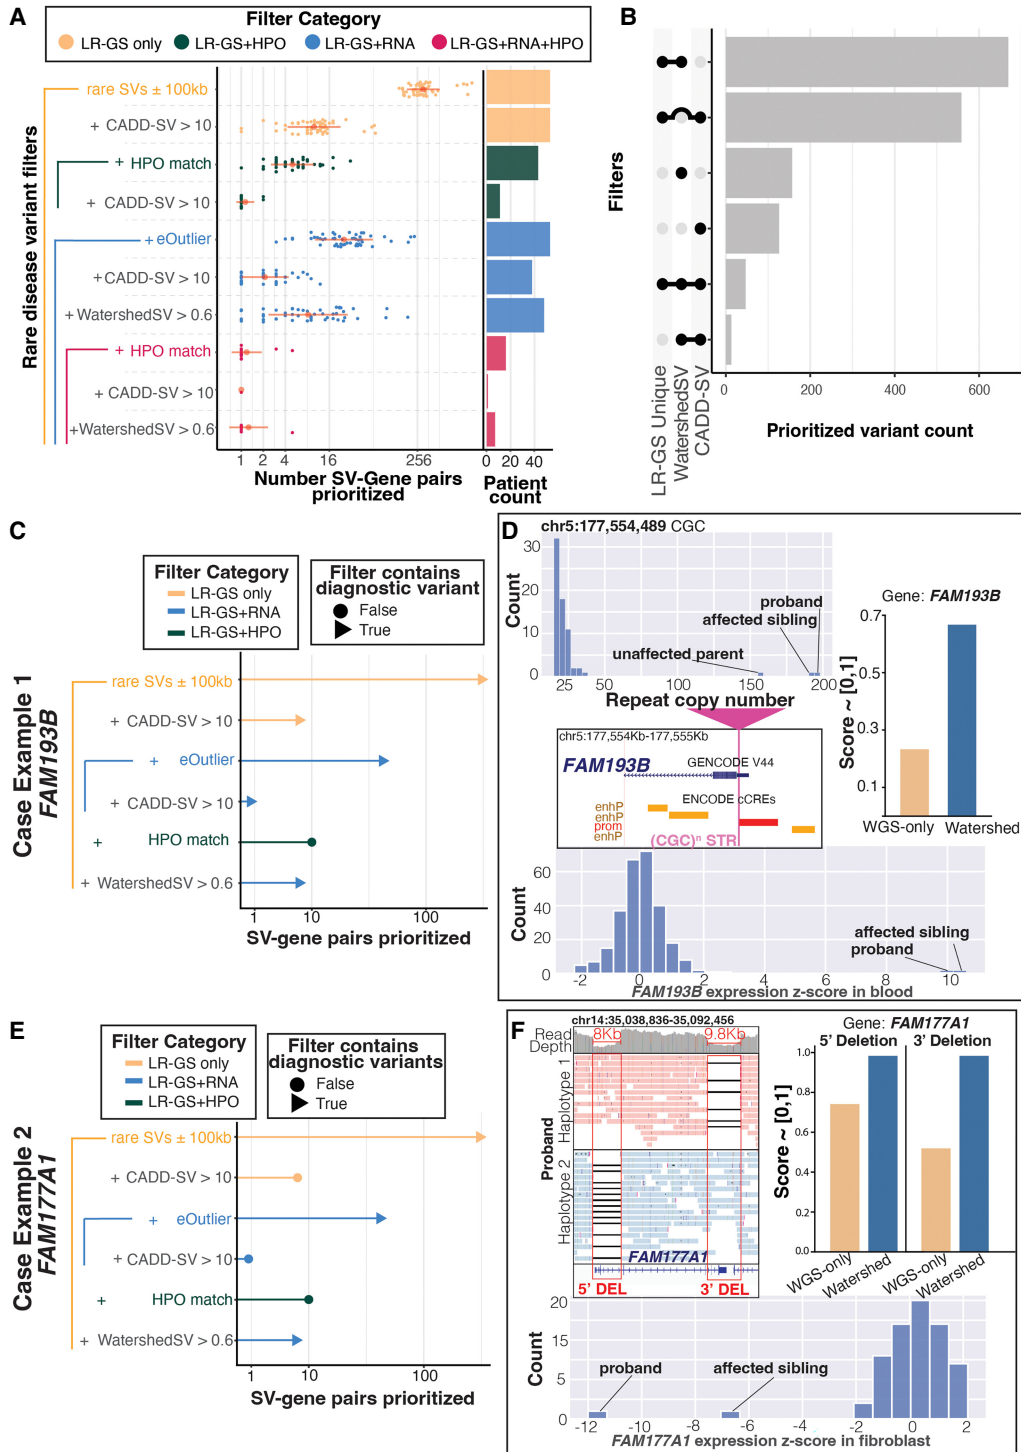 A
Filter Category
LR-GS only
LR-GS+HPO
LR-GS+RNA
LR-GS+RNA+HPO
Rare disease variant filters
rare SVs ± 100kb
+ CADD-SV > 10
+ HPO match
+ CADD-SV > 10
+ eOutlier
+CADD-SV > 10
+WatershedSV > 0.6
+ HPO match
+ CADD-SV > 10
+WatershedSV > 0.6
1 2 4 16 256
Number SV-Gene pairs
prioritized
0 20 40
Patient
count
B
Filters
LR-GS Unique
WatershedSV
CADD-SV
0 200 400 600
Prioritized variant count
C
Filter Category
LR-GS only
LR-GS+RNA
LR-GS+HPO
Filter contains
diagnostic variant
False
True
Case Example 1
FAM193B
rare SVs ± 100kb
+ CADD-SV > 10
+ eOutlier
+ CADD-SV > 10
+ HPO match
+ WatershedSV > 0.6
1 10 100
SV-gene pairs prioritized
D
chr5:177,554,489 CGC
Count
30
20
10
0
proband
affected sibling
unaffected parent
25 50 100 150 200
Repeat copy number
chr5:177,554Kb-177,555Kb
FAM193B
GENCODE V44
ENCODE cCREs
enhP
enhP
prom
enhP
(CGC)ⁿ STR
Gene: FAM193B
Score ~ [0,1]
0.7
0.5
0.3
0.1
WGS-only Watershed
Count
60
40
20
0
affected sibling
proband
-2 0 2 4 6 8 10
FAM193B expression z-score in blood
E
Filter Category
LR-GS only
LR-GS+RNA
LR-GS+HPO
Filter contains
diagnostic variants
False
True
Case Example 2
FAM177A1
rare SVs ± 100kb
+ CADD-SV > 10
+ eOutlier
+ CADD-SV > 10
+ HPO match
+ WatershedSV > 0.6
1 10 100
SV-gene pairs prioritized
F
chr14:35,038,836-35,092,456
Read
Depth
8Kb
9.8Kb
Proband
Haplotype 1
Haplotype 2
FAM177A1
5' DEL
3' DEL
Gene: FAM177A1
5' Deletion
3' Deletion
Score ~ [0,1]
1.0
0.8
0.6
0.4
0.2
0.0
WGS-only
Watershed
WGS-only
Watershed
Count
20
15
10
5
0
proband
affected sibling
-12 -10 -8 -6 -4 -2 0 2
FAM177A1 expression z-score in fibroblast